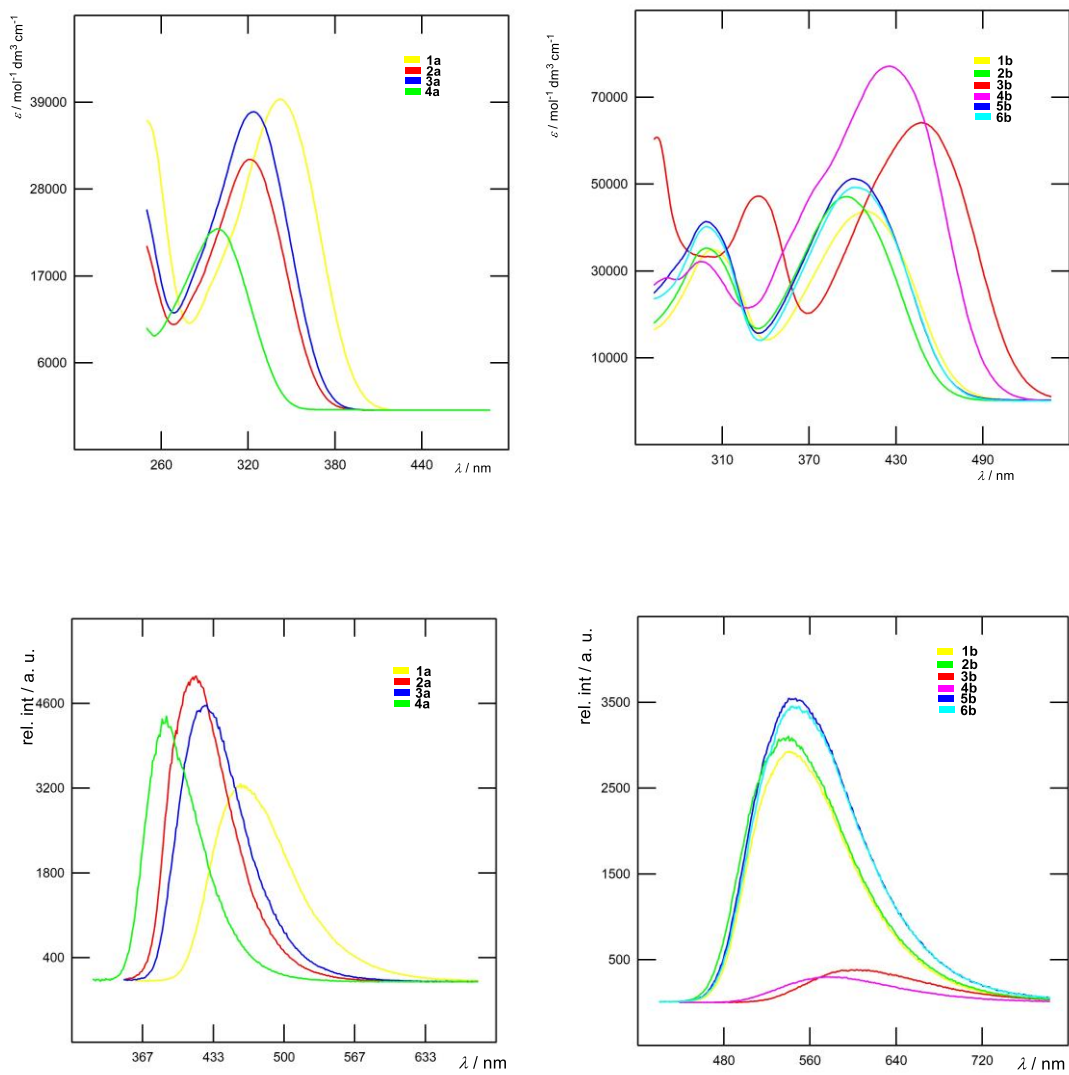 ε / mol-1 dm3 cm-1
39000
28000
17000
6000
260
320
380
440
λ / nm
1a
2a
3a
4a
ε / mol-1 dm3 cm-1
70000
50000
30000
10000
310
370
430
490
λ / nm
1b
2b
3b
4b
5b
6b
rel. int / a. u.
4600
3200
1800
400
367
433
500
567
633
λ / nm
1a
2a
3a
4a
rel. int / a. u.
3500
2500
1500
500
480
560
640
720
λ / nm
1b
2b
3b
4b
5b
6b